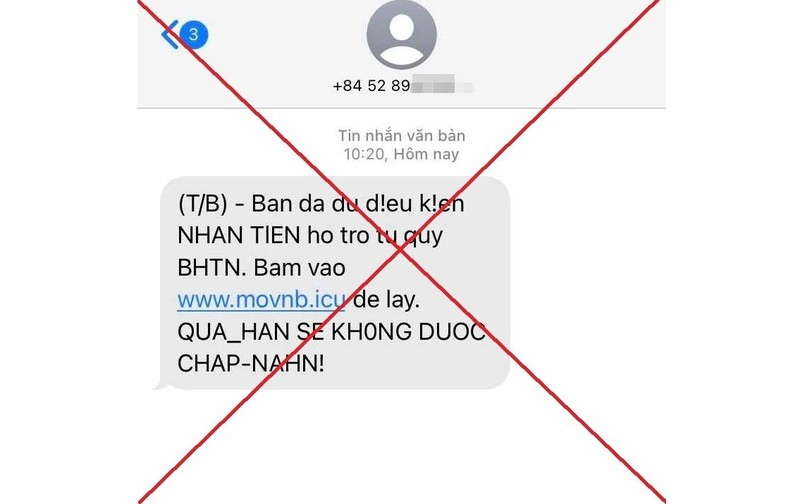 3
+84 52 89
Tin nhắn văn bản
10:20, Hôm nay
(T/B) - Ban da du d!eu k!en
NHAN TIEN ho tro tu quy
BHTN. Bam vao
www.movnb.icu de lay.
QUA_HAN SE KH0NG DUOC
CHAP-NAHN!